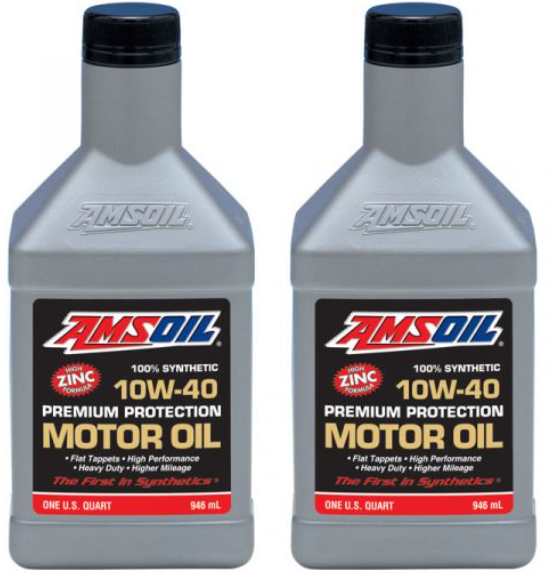 AMSOIL
AMSOIL®
HIGH
ZINC
FORMULA
100% SYNTHETIC
10W-40
PREMIUM PROTECTION
MOTOR OIL
• Flat Tappets • High Performance
• Heavy Duty • Higher Mileage
The First in Synthetics®
ONE U.S. QUART 946 mL
AMSOIL
AMSOIL®
HIGH
ZINC
FORMULA
100% SYNTHETIC
10W-40
PREMIUM PROTECTION
MOTOR OIL
• Flat Tappets • High Performance
• Heavy Duty • Higher Mileage
The First in Synthetics®
ONE U.S. QUART 946 mL